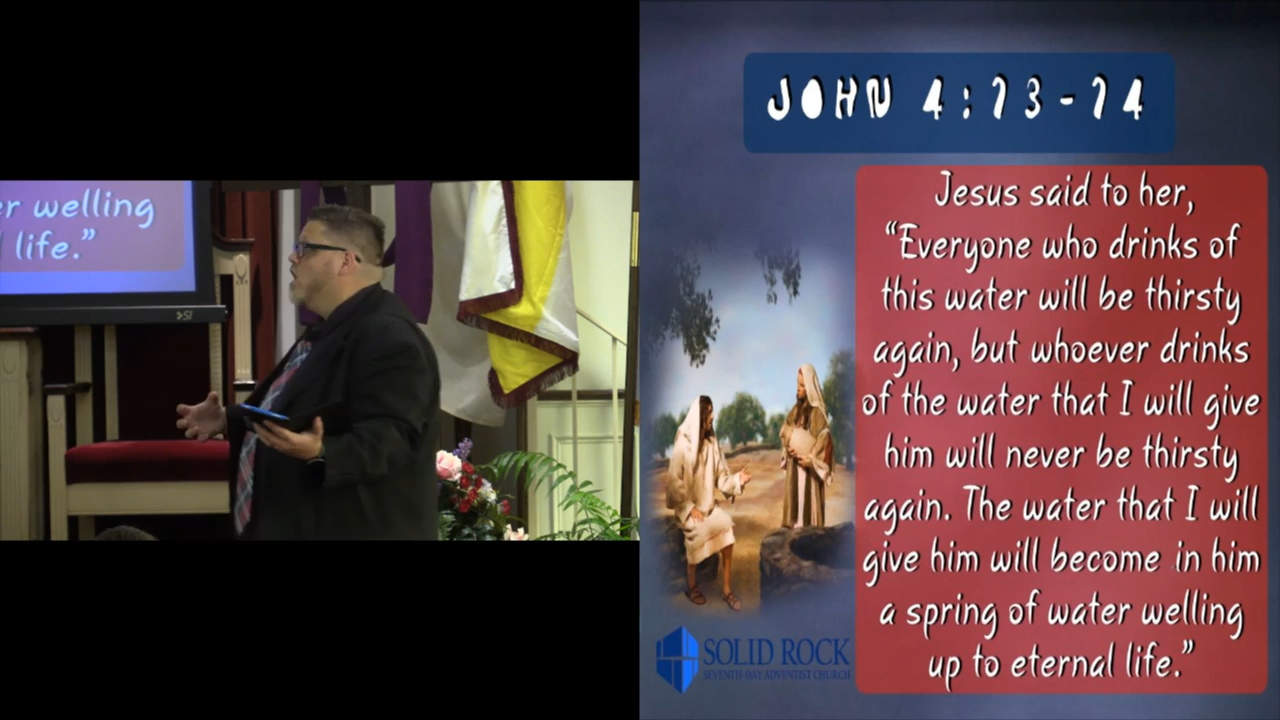 er welling
life.”
JOHN 4:13-14
Jesus said to her,
“Everyone who drinks of
this water will be thirsty
again, but whoever drinks
of the water that I will give
him will never be thirsty
again. The water that I will
give him will become in him
a spring of water welling
up to eternal life.”
SOLID ROCK
SEVENTH-DAY ADVENTIST CHURCH